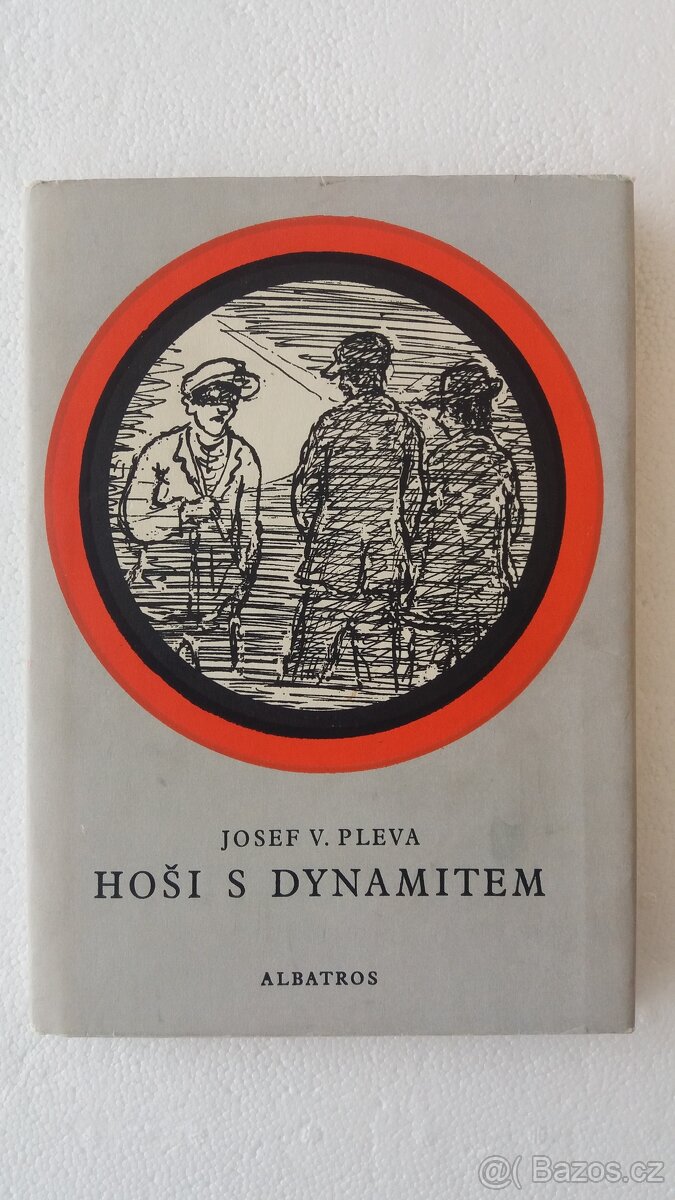 JOSEF V. PLEVA
HOŠI S DYNAMITEM
ALBATROS
@( Bazos.cz